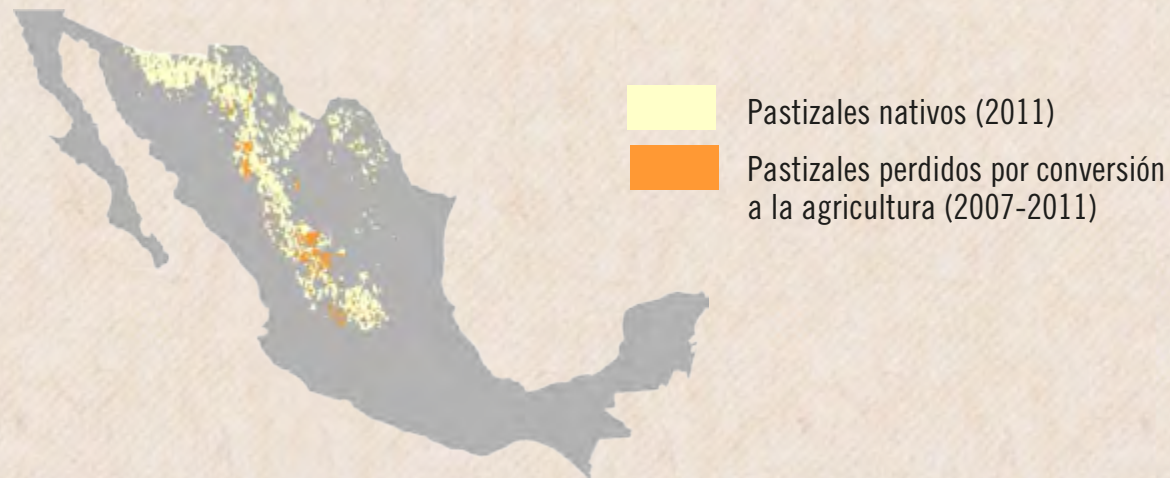 Pastizales nativos (2011)
Pastizales perdidos por conversión
a la agricultura (2007-2011)